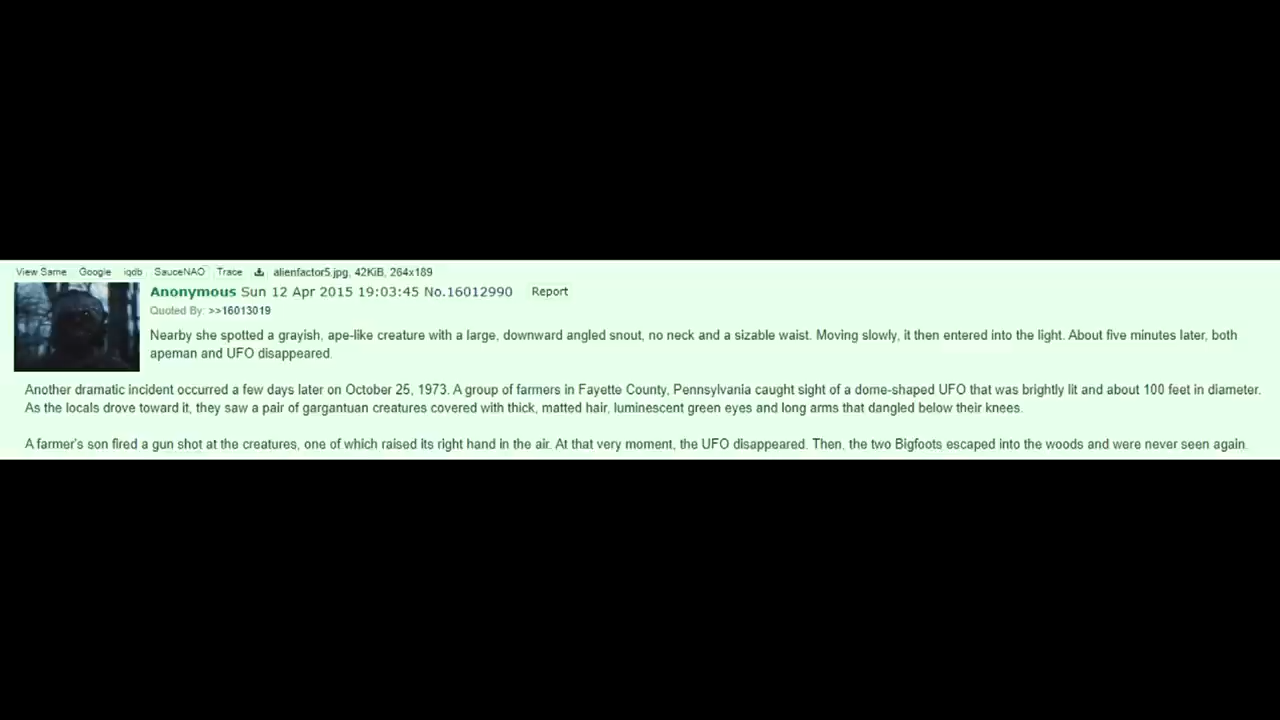 View Same Google iqdb SauceNAO Trace alienfactor5.jpg, 42KiB, 264x189
Anonymous Sun 12 Apr 2015 19:03:45 No.16012990 Report
Quoted By: >>16013019
Nearby she spotted a grayish, ape-like creature with a large, downward angled snout, no neck and a sizable waist. Moving slowly, it then entered into the light. About five minutes later, both
apeman and UFO disappeared.
Another dramatic incident occurred a few days later on October 25, 1973. A group of farmers in Fayette County, Pennsylvania caught sight of a dome-shaped UFO that was brightly lit and about 100 feet in diameter.
As the locals drove toward it, they saw a pair of gargantuan creatures covered with thick, matted hair, luminescent green eyes and long arms that dangled below their knees.
A farmer's son fired a gun shot at the creatures, one of which raised its right hand in the air. At that very moment, the UFO disappeared. Then, the two Bigfoots escaped into the woods and were never seen again.